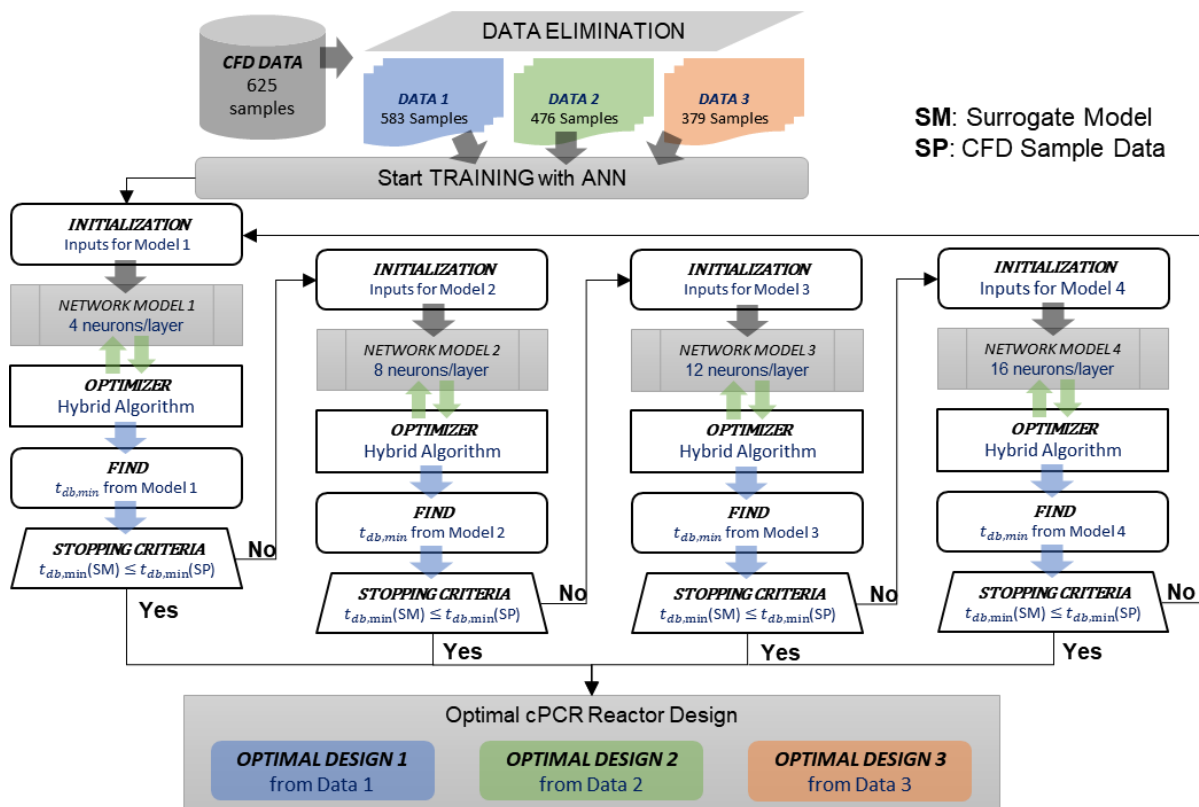 CFD DATA
625
samples
DATA ELIMINATION
DATA 1
583 Samples
DATA 2
476 Samples
DATA 3
379 Samples
SM: Surrogate Model
SP: CFD Sample Data
Start TRAINING with ANN
INITIALIZATION
Inputs for Model 1
NETWORK MODEL 1
4 neurons/layer
OPTIMIZER
Hybrid Algorithm
FIND
t_db,min from Model 1
STOPPING CRITERIA
t_db,min(SM) ≤ t_db,min(SP)
No
Yes
INITIALIZATION
Inputs for Model 2
NETWORK MODEL 2
8 neurons/layer
OPTIMIZER
Hybrid Algorithm
FIND
t_db,min from Model 2
STOPPING CRITERIA
t_db,min(SM) ≤ t_db,min(SP)
No
Yes
INITIALIZATION
Inputs for Model 3
NETWORK MODEL 3
12 neurons/layer
OPTIMIZER
Hybrid Algorithm
FIND
t_db,min from Model 3
STOPPING CRITERIA
t_db,min(SM) ≤ t_db,min(SP)
No
Yes
INITIALIZATION
Inputs for Model 4
NETWORK MODEL 4
16 neurons/layer
OPTIMIZER
Hybrid Algorithm
FIND
t_db,min from Model 4
STOPPING CRITERIA
t_db,min(SM) ≤ t_db,min(SP)
No
Yes
Optimal cPCR Reactor Design
OPTIMAL DESIGN 1
from Data 1
OPTIMAL DESIGN 2
from Data 2
OPTIMAL DESIGN 3
from Data 3